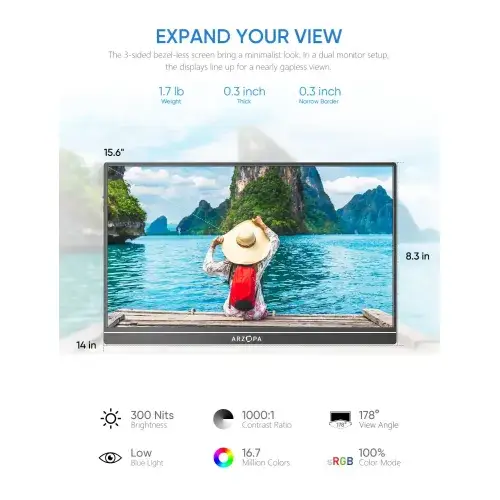 EXPAND YOUR VIEW
The 3-sided bezel-less screen bring a minimalist look. In a dual monitor setup,
the displays line up for a nearly gapless viewn.
1.7 lb
Weight
0.3 inch
Thick
0.3 inch
Narrow Border
15.6"
8.3 in
14 in
ARZOPA
300 Nits
Brightness
1000:1
Contrast Ratio
178°
178°
View Angle
Low
Blue Light
16.7
Million Colors
sRGB
100%
Color Mode